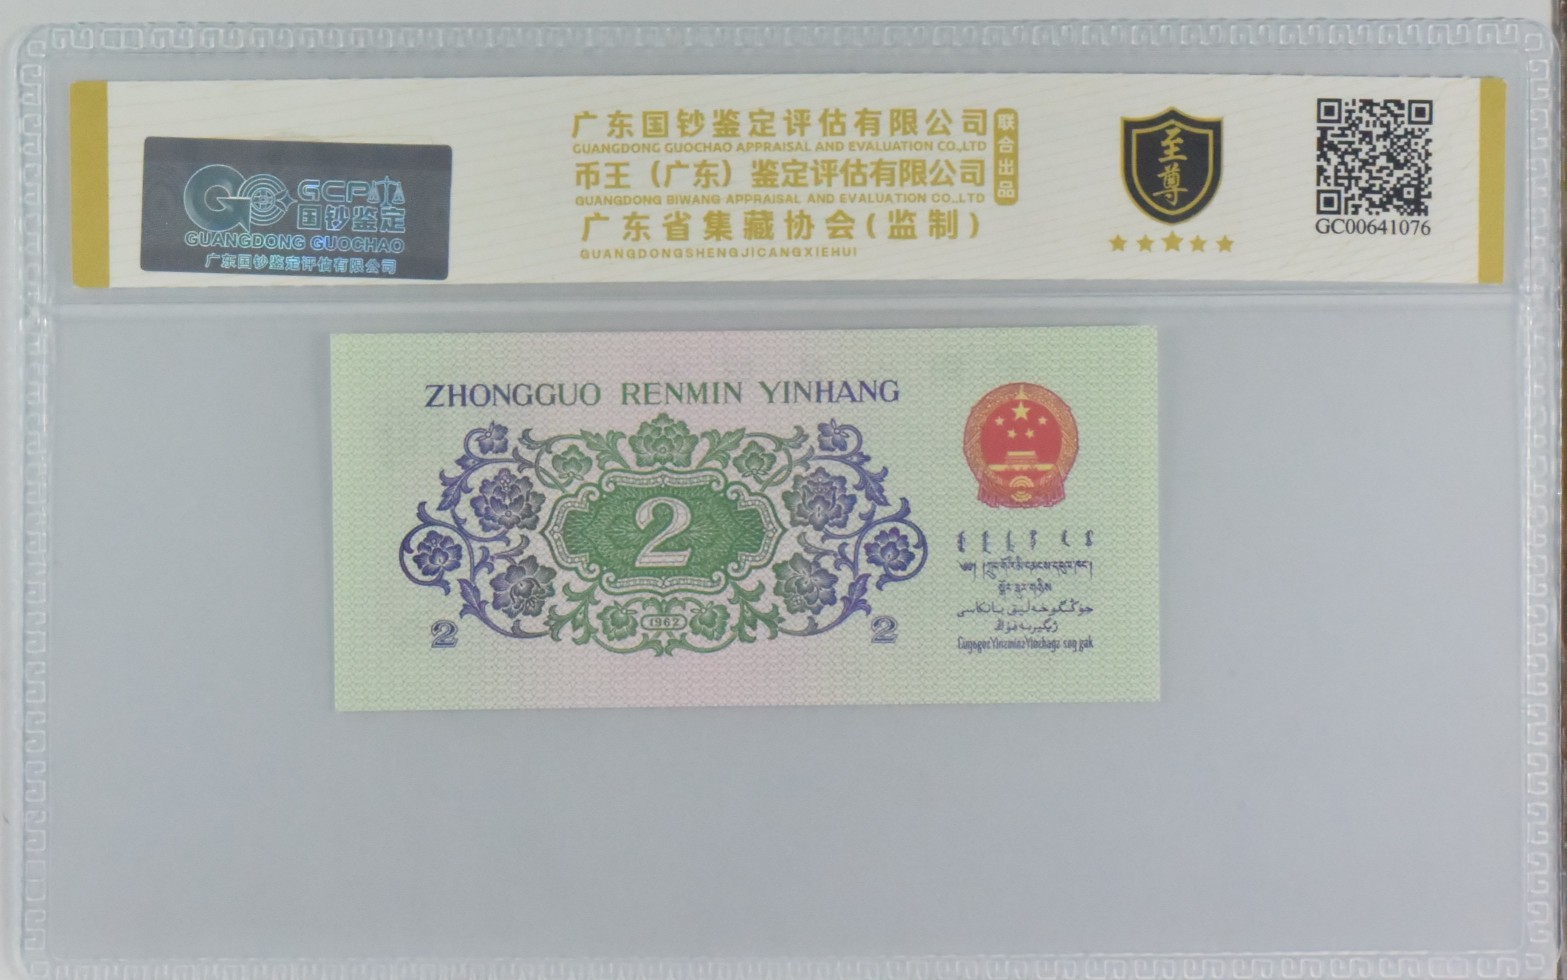 GCP
国钞鉴定
GUANGDONG GUOCHAO
广东国钞鉴定评估有限公司
广东国钞鉴定评估有限公司
GUANGDONG GUOCHAO APPRAISAL AND EVALUATION CO.,LTD
币王（广东）鉴定评估有限公司
GUANGDONG BIWANG APPRAISAL AND EVALUATION CO.,LTD
联合出品
广东省集藏协会(监制)
GUANGDONGSHENGJICANGXIEHUI
至尊
GC00641076
ZHONGGUO RENMIN YINHANG
2
1962
2
2
جۇڭگوخەلىق بانكاسى